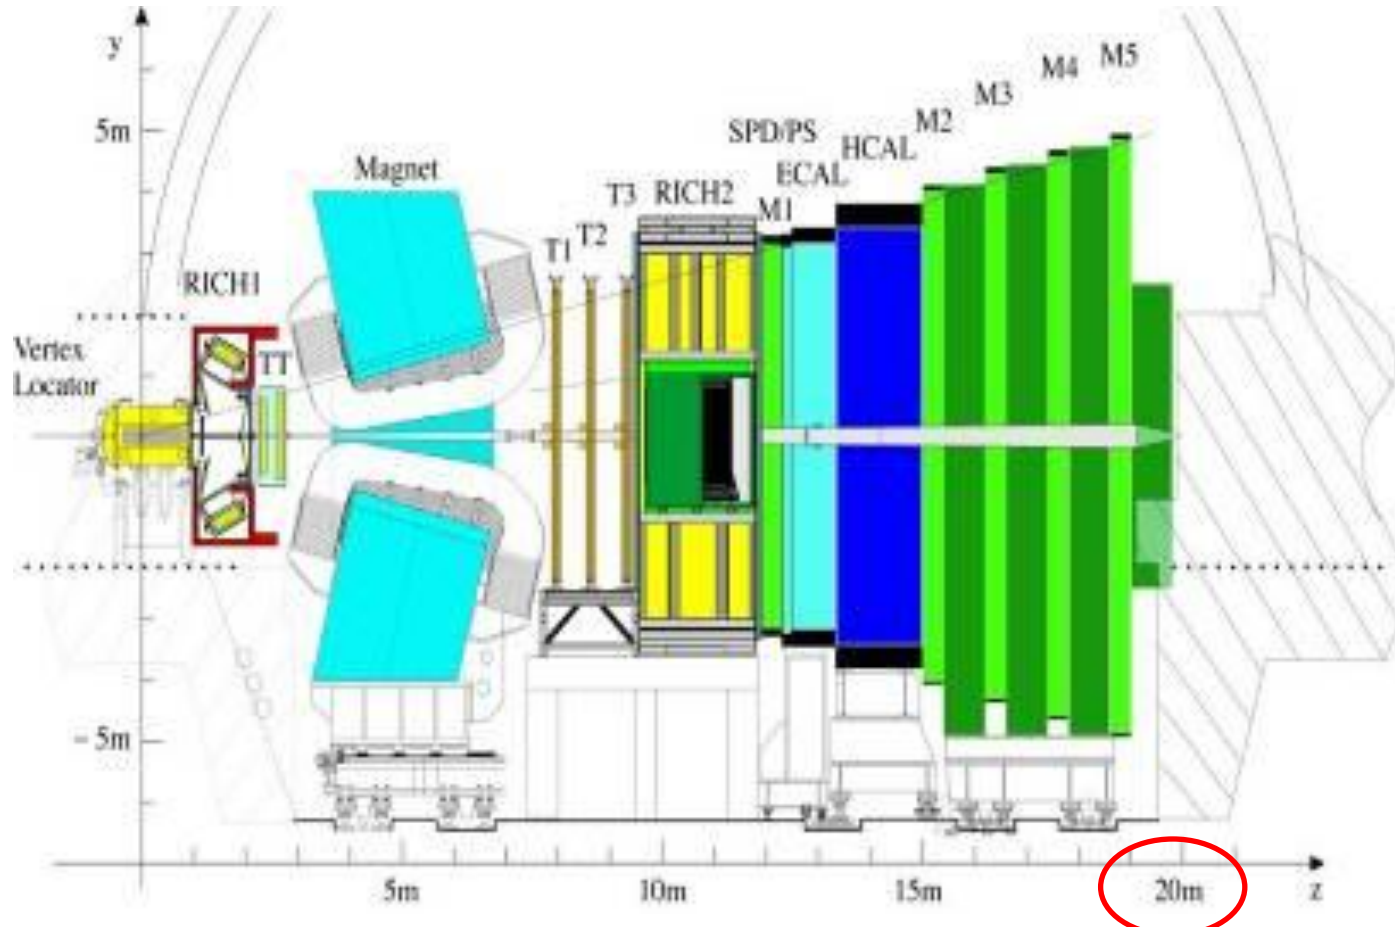 y
5m
Magnet
RICH1
Vertex
Locator
TT
T1
T2
T3
RICH2
SPD/PS
M1
ECAL
HCAL
M2
M3
M4
M5
– 5m
5m
10m
15m
20m
z